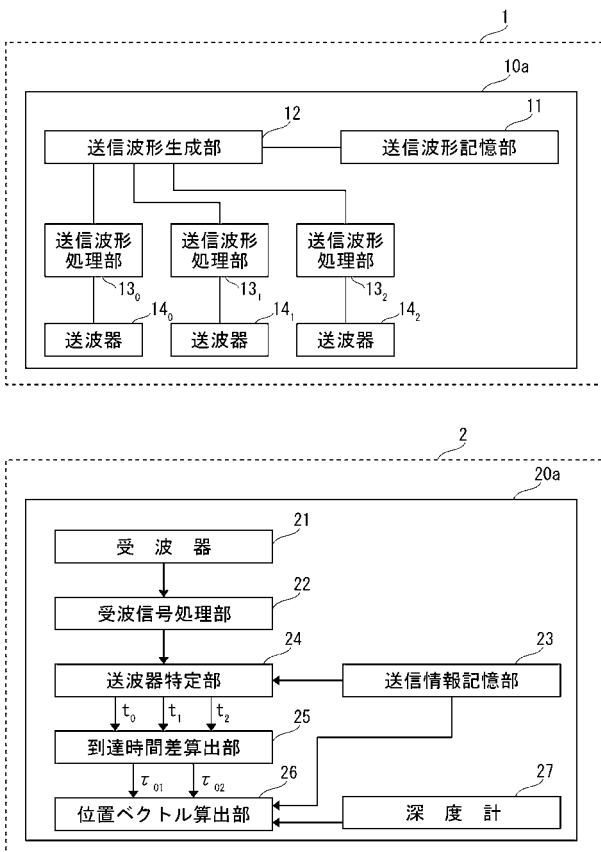 1
10a
12
11
送信波形生成部
送信波形記憶部
送信波形
処理部
送信波形
処理部
送信波形
処理部
13₀
13₁
13₂
14₀
14₁
14₂
送波器
送波器
送波器
2
20a
21
受 波 器
22
受波信号処理部
24
23
送波器特定部
送信情報記憶部
t₀
t₁
t₂
25
到達時間差算出部
τ₀₁
τ₀₂
26
27
位置ベクトル算出部
深 度 計